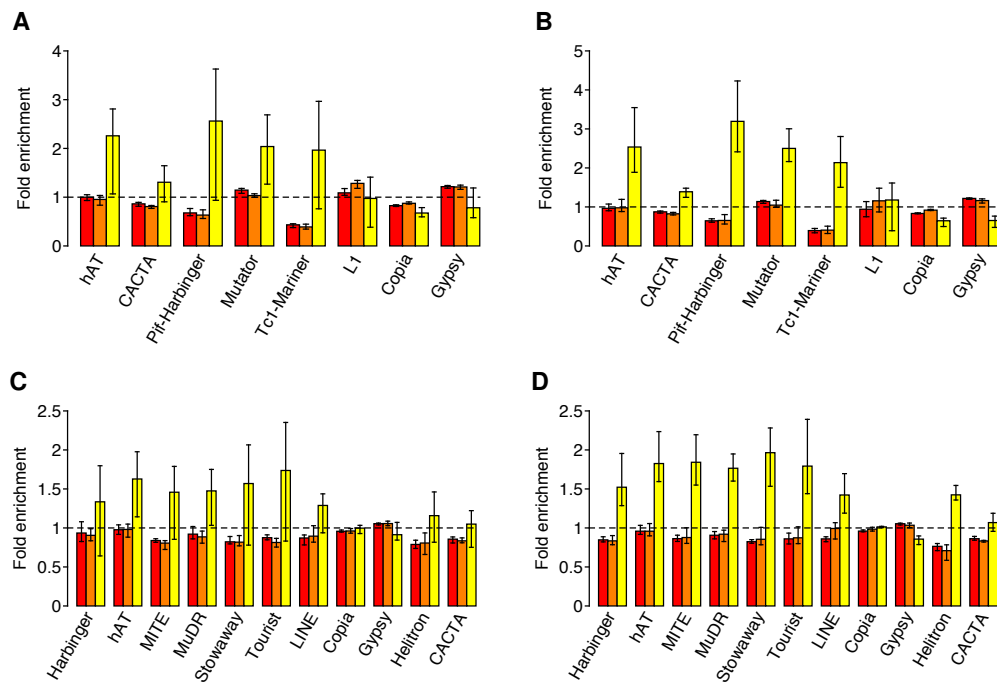 A
Fold enrichment
4
3
2
1
0
hAT
CACTA
Pif-Harbinger
Mutator
Tc1-Mariner
L1
Copia
Gypsy
B
Fold enrichment
5
4
3
2
1
0
hAT
CACTA
Pif-Harbinger
Mutator
Tc1-Mariner
L1
Copia
Gypsy
C
Fold enrichment
2.5
2
1.5
1
0.5
0
Harbinger
hAT
MITE
MuDR
Stowaway
Tourist
LINE
Copia
Gypsy
Helitron
CACTA
D
Fold enrichment
2.5
2
1.5
1
0.5
0
Harbinger
hAT
MITE
MuDR
Stowaway
Tourist
LINE
Copia
Gypsy
Helitron
CACTA